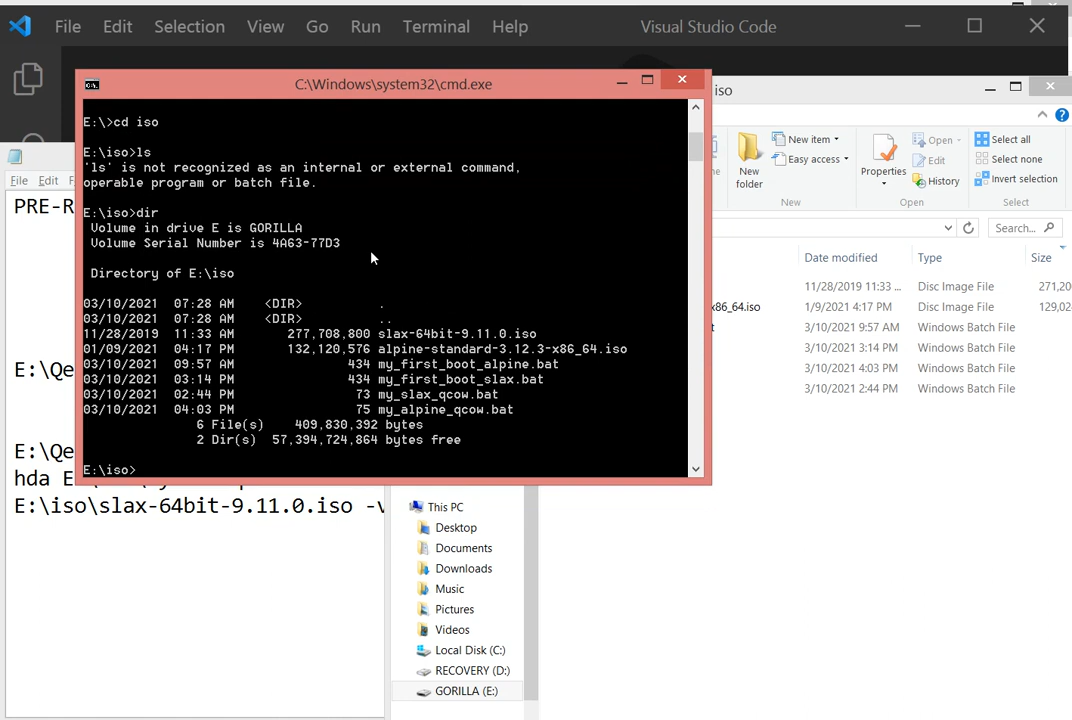 File Edit Selection View Go Run Terminal Help Visual Studio Code
C:\Windows\system32\cmd.exe
E:\>cd iso
E:\iso>ls
'ls' is not recognized as an internal or external command,
operable program or batch file.
E:\iso>dir
Volume in drive E is GORILLA
Volume Serial Number is 4A63-77D3
Directory of E:\iso
03/10/2021 07:28 AM <DIR> .
03/10/2021 07:28 AM <DIR> ..
11/28/2019 11:33 AM 277,708,800 slax-64bit-9.11.0.iso
01/09/2021 04:17 PM 132,120,576 alpine-standard-3.12.3-x86_64.iso
03/10/2021 09:57 AM 434 my_first_boot_alpine.bat
03/10/2021 03:14 PM 434 my_first_boot_slax.bat
03/10/2021 02:44 PM 73 my_slax_qcow.bat
03/10/2021 04:03 PM 75 my_alpine_qcow.bat
6 File(s) 409,830,392 bytes
2 Dir(s) 57,394,724,864 bytes free
E:\iso>
File Edit F
PRE-R
E:\Qe
E:\Qe
hda E
E:\iso\slax-64bit-9.11.0.iso -v
iso
New folder
New item
Easy access
New
Properties
Open
Edit
History
Open
Select all
Select none
Invert selection
Select
Search...
Date modified Type Size
11/28/2019 11:33 ... Disc Image File 271,20
x86_64.iso 1/9/2021 4:17 PM Disc Image File 129,02
t 3/10/2021 9:57 AM Windows Batch File
3/10/2021 3:14 PM Windows Batch File
3/10/2021 4:03 PM Windows Batch File
3/10/2021 2:44 PM Windows Batch File
This PC
Desktop
Documents
Downloads
Music
Pictures
Videos
Local Disk (C:)
RECOVERY (D:)
GORILLA (E:)